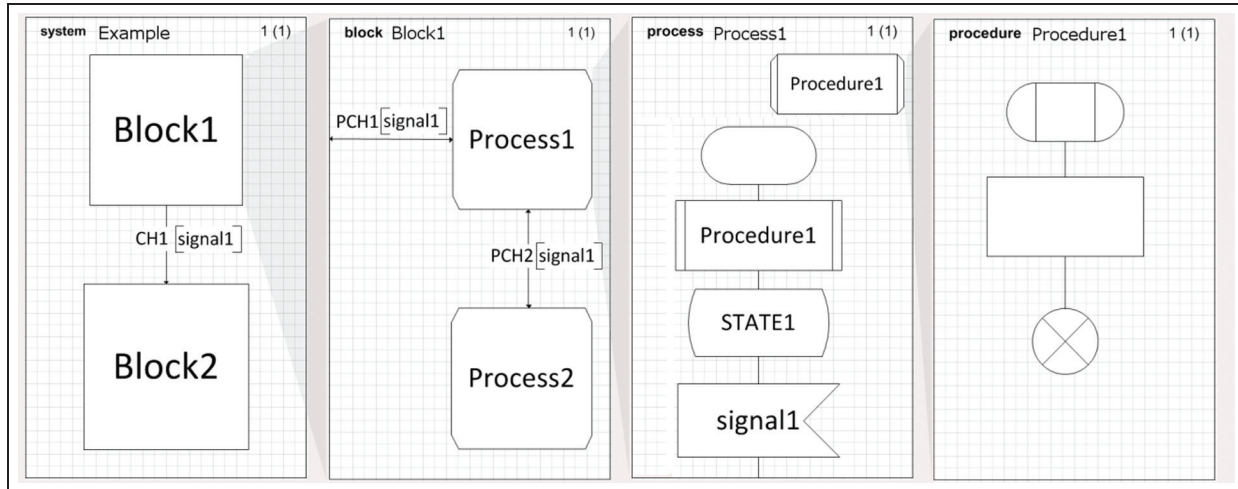 system Example 1 (1)
Block1
CH1 [signal1]
Block2
block Block1 1 (1)
PCH1 [signal1]
Process1
PCH2 [signal1]
Process2
process Process1 1 (1)
Procedure1
Procedure1
STATE1
signal1
procedure Procedure1 1 (1)